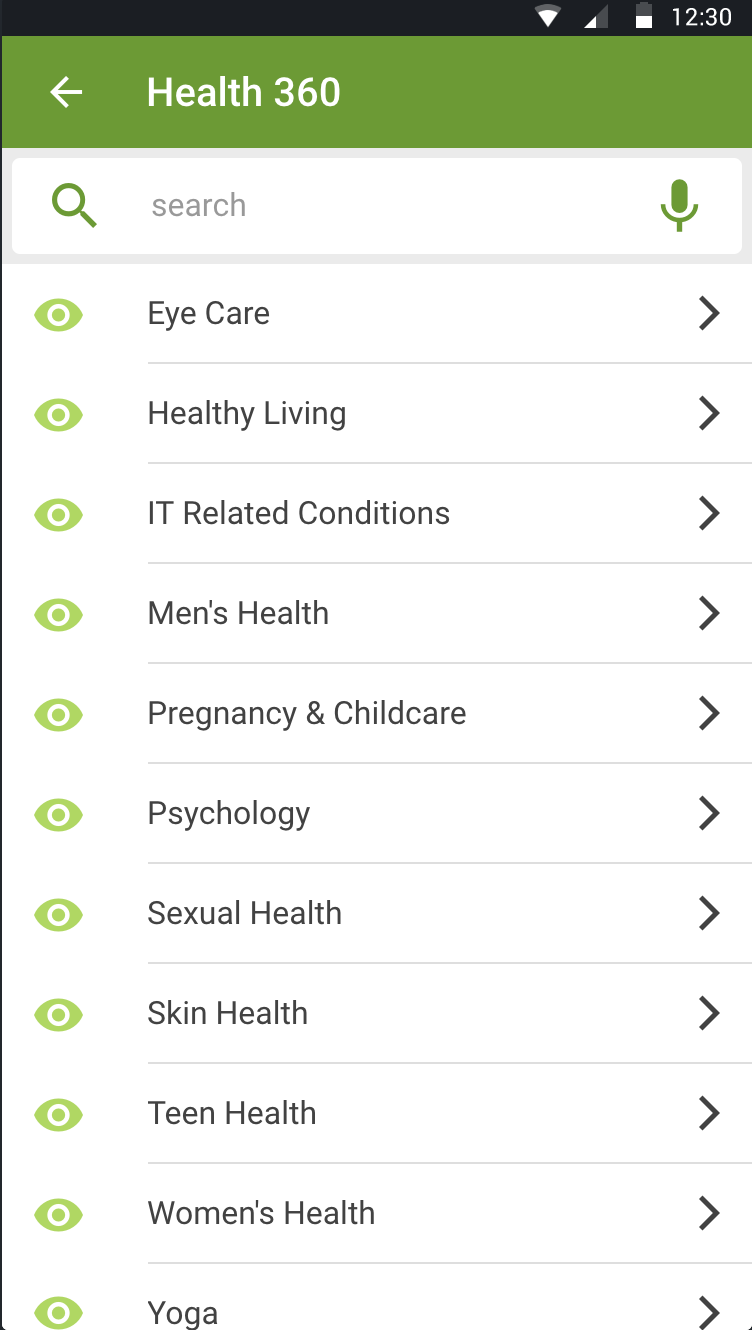 12:30
Health 360
search
Eye Care
Healthy Living
IT Related Conditions
Men's Health
Pregnancy & Childcare
Psychology
Sexual Health
Skin Health
Teen Health
Women's Health
Yoga